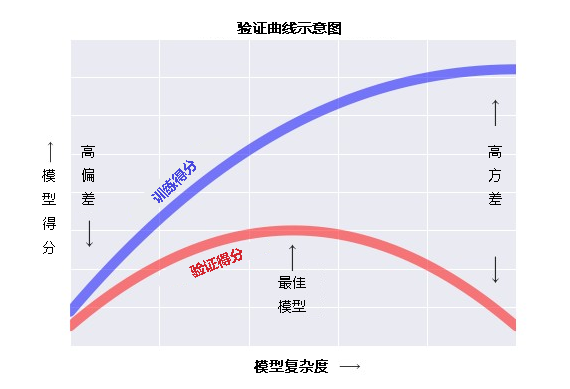 验证曲线示意图
模型得分
高偏差
训练得分
验证得分
最佳
模型
高方差
模型复杂度